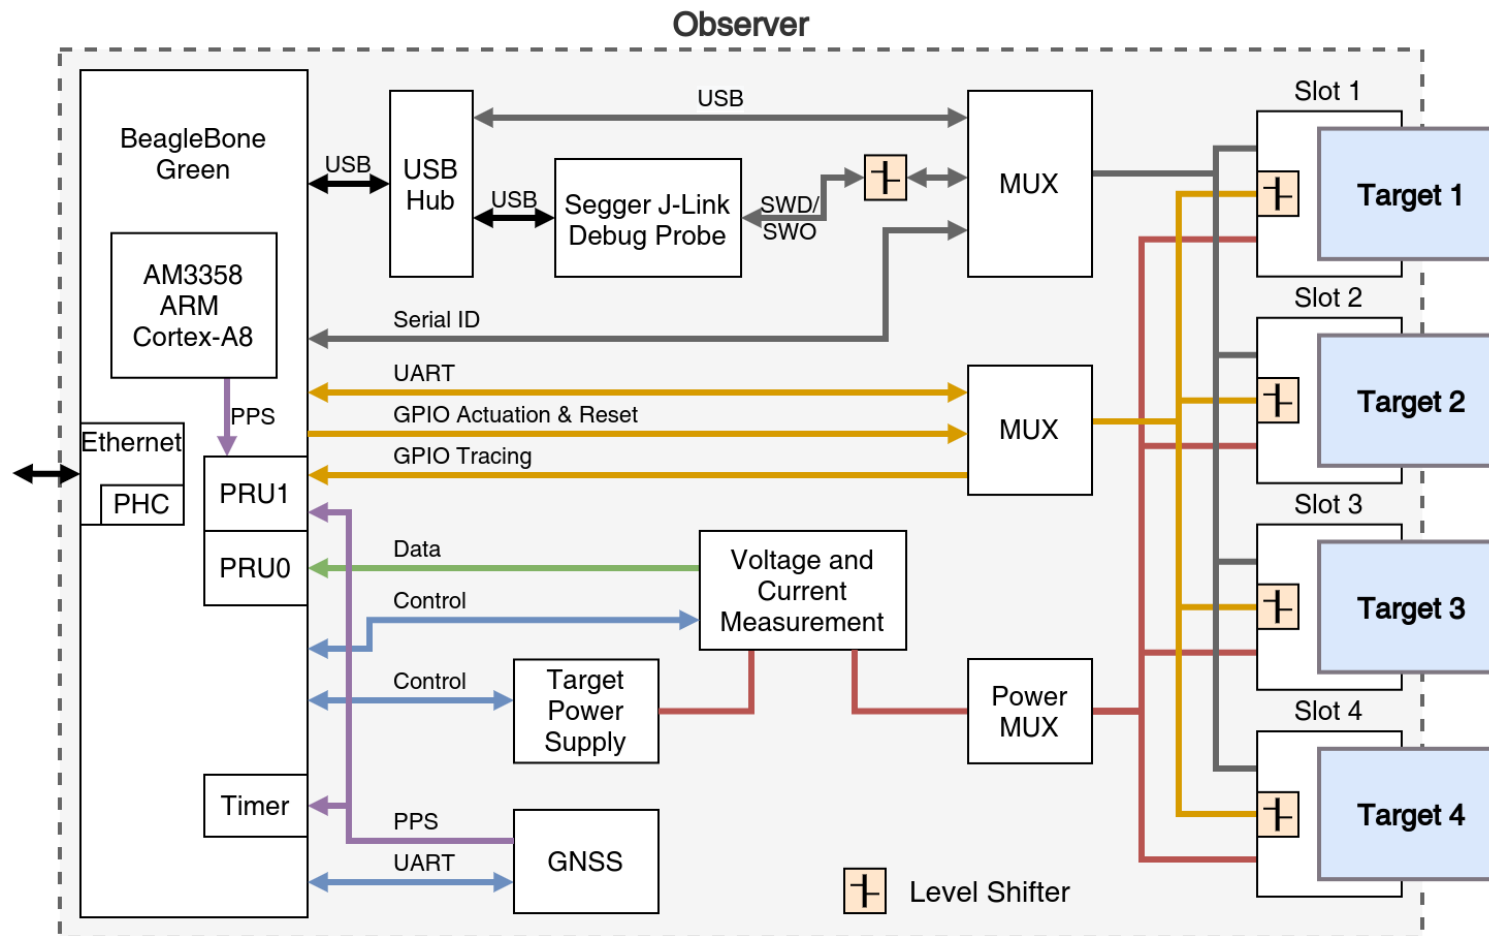 Observer
BeagleBone
Green
AM3358
ARM
Cortex-A8
PPS
Ethernet
PHC
PRU1
PRU0
Timer
USB
USB
Hub
USB
USB
Segger J-Link
Debug Probe
SWD/
SWO
MUX
Serial ID
UART
GPIO Actuation & Reset
GPIO Tracing
MUX
Data
Control
Voltage and
Current
Measurement
Control
Target
Power
Supply
Power
MUX
PPS
UART
GNSS
Level Shifter
Slot 1
Target 1
Slot 2
Target 2
Slot 3
Target 3
Slot 4
Target 4